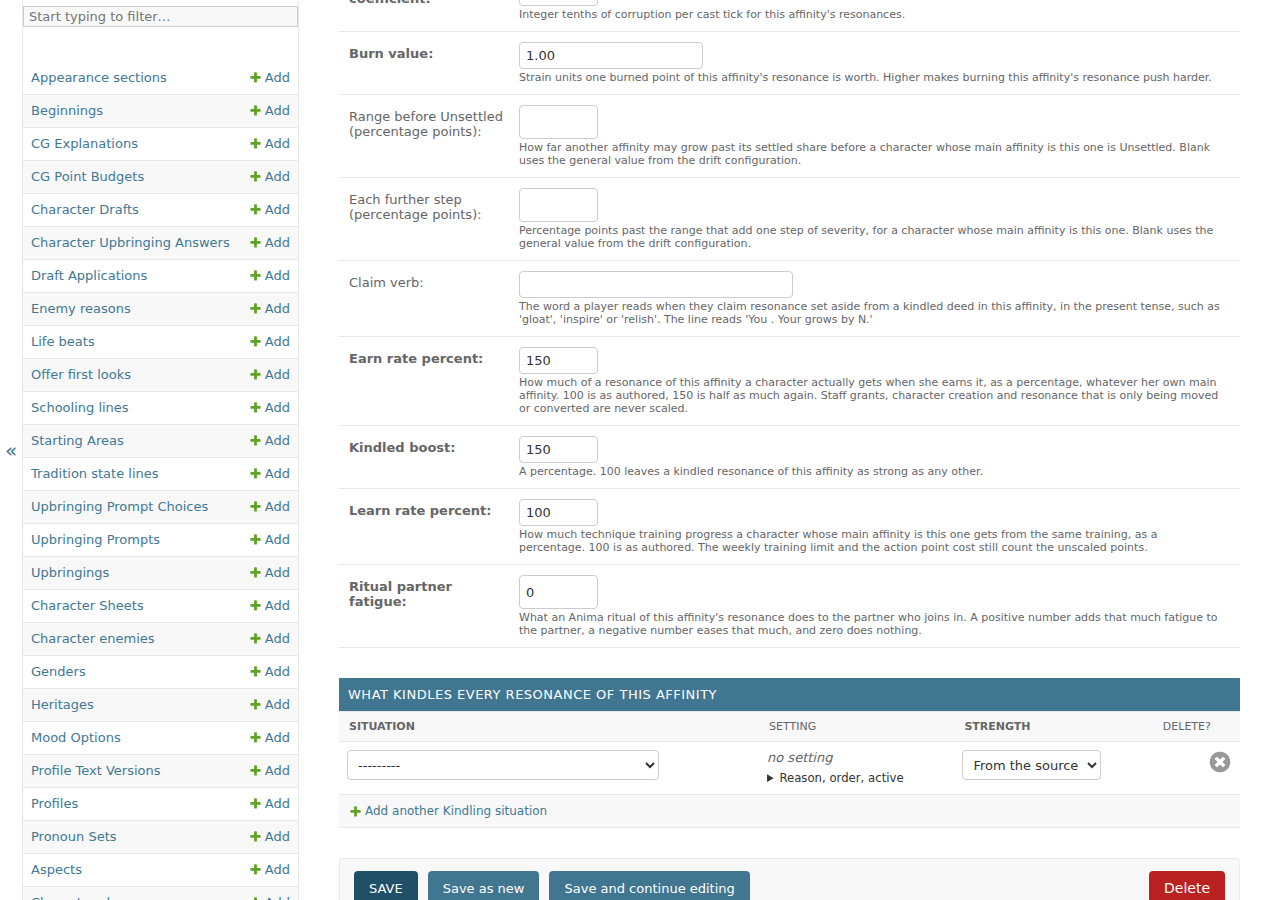 Start typing to filter…
Appearance sections Add
Beginnings Add
CG Explanations Add
CG Point Budgets Add
Character Drafts Add
Character Upbringing Answers Add
Draft Applications Add
Enemy reasons Add
Life beats Add
Offer first looks Add
Schooling lines Add
Starting Areas Add
Tradition state lines Add
Upbringing Prompt Choices Add
Upbringing Prompts Add
Upbringings Add
Character Sheets Add
Character enemies Add
Genders Add
Heritages Add
Mood Options Add
Profile Text Versions Add
Profiles Add
Pronoun Sets Add
Aspects Add
«
coefficient:
Integer tenths of corruption per cast tick for this affinity's resonances.
Burn value:
1.00
Strain units one burned point of this affinity's resonance is worth. Higher makes burning this affinity's resonance push harder.
Range before Unsettled
(percentage points):
How far another affinity may grow past its settled share before a character whose main affinity is this one is Unsettled. Blank
uses the general value from the drift configuration.
Each further step
(percentage points):
Percentage points past the range that add one step of severity, for a character whose main affinity is this one. Blank uses the
general value from the drift configuration.
Claim verb:
The word a player reads when they claim resonance set aside from a kindled deed in this affinity, in the present tense, such as
'gloat', 'inspire' or 'relish'. The line reads 'You . Your grows by N.'
Earn rate percent:
150
How much of a resonance of this affinity a character actually gets when she earns it, as a percentage, whatever her own main
affinity. 100 is as authored, 150 is half as much again. Staff grants, character creation and resonance that is only being moved
or converted are never scaled.
Kindled boost:
150
A percentage. 100 leaves a kindled resonance of this affinity as strong as any other.
Learn rate percent:
100
How much technique training progress a character whose main affinity is this one gets from the same training, as a
percentage. 100 is as authored. The weekly training limit and the action point cost still count the unscaled points.
Ritual partner
fatigue:
0
What an Anima ritual of this affinity's resonance does to the partner who joins in. A positive number adds that much fatigue to
the partner, a negative number eases that much, and zero does nothing.
WHAT KINDLES EVERY RESONANCE OF THIS AFFINITY
SITUATION SETTING STRENGTH DELETE?
--------- no setting From the source
Reason, order, active
Add another Kindling situation
SAVE Save as new Save and continue editing Delete